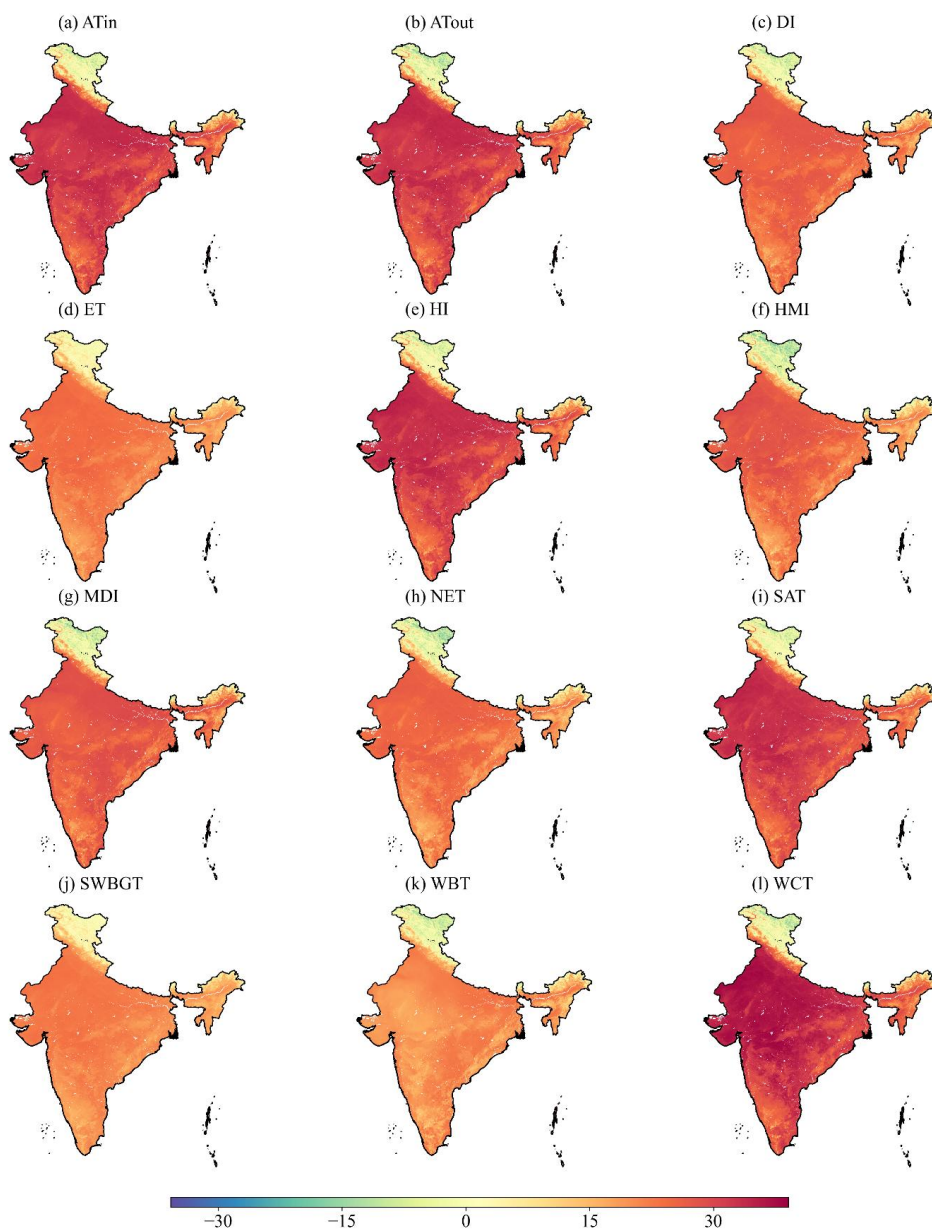 (a) ATin
(b) ATout
(c) DI
(d) ET
(e) HI
(f) HMI
(g) MDI
(h) NET
(i) SAT
(j) SWBGT
(k) WBT
(l) WCT
−30 −15 0 15 30